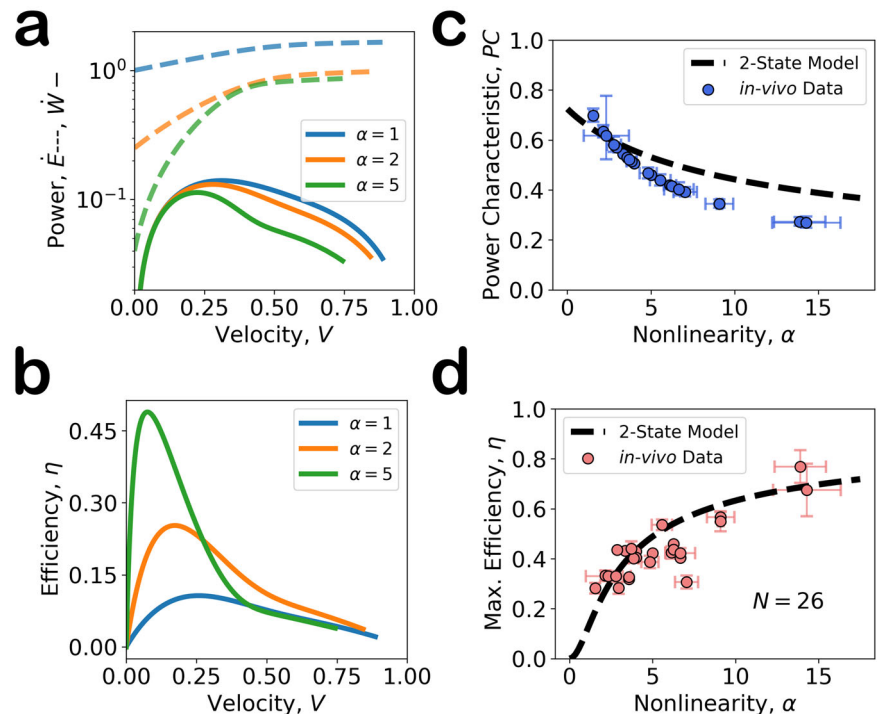 a
Power, Ė---, Ẇ —
10⁰
10⁻¹
α = 1
α = 2
α = 5
0.00 0.25 0.50 0.75 1.00
Velocity, V
c
Power Characteristic, PC
1.0
0.8
0.6
0.4
0.2
0.0
2-State Model
in-vivo Data
0 5 10 15
Nonlinearity, α
b
Efficiency, η
0.45
0.30
0.15
0.00
α = 1
α = 2
α = 5
0.00 0.25 0.50 0.75 1.00
Velocity, V
d
Max. Efficiency, η
1.0
0.8
0.6
0.4
0.2
0.0
2-State Model
in-vivo Data
N = 26
0 5 10 15
Nonlinearity, α